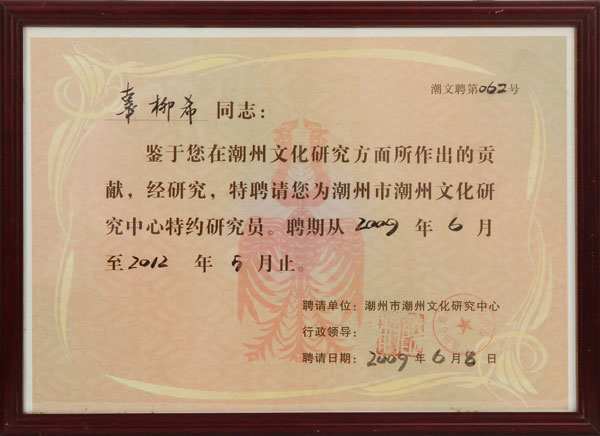 潮文聘第062号
辜柳希 同志：
鉴于您在潮州文化研究方面所作出的贡
献，经研究，特聘请您为潮州市潮州文化研
究中心特约研究员。聘期从 2009 年 6 月
至2012 年 5 月止。
聘请单位：潮州市潮州文化研究中心
行政领导：
聘请日期：2009 年 6 月 8 日